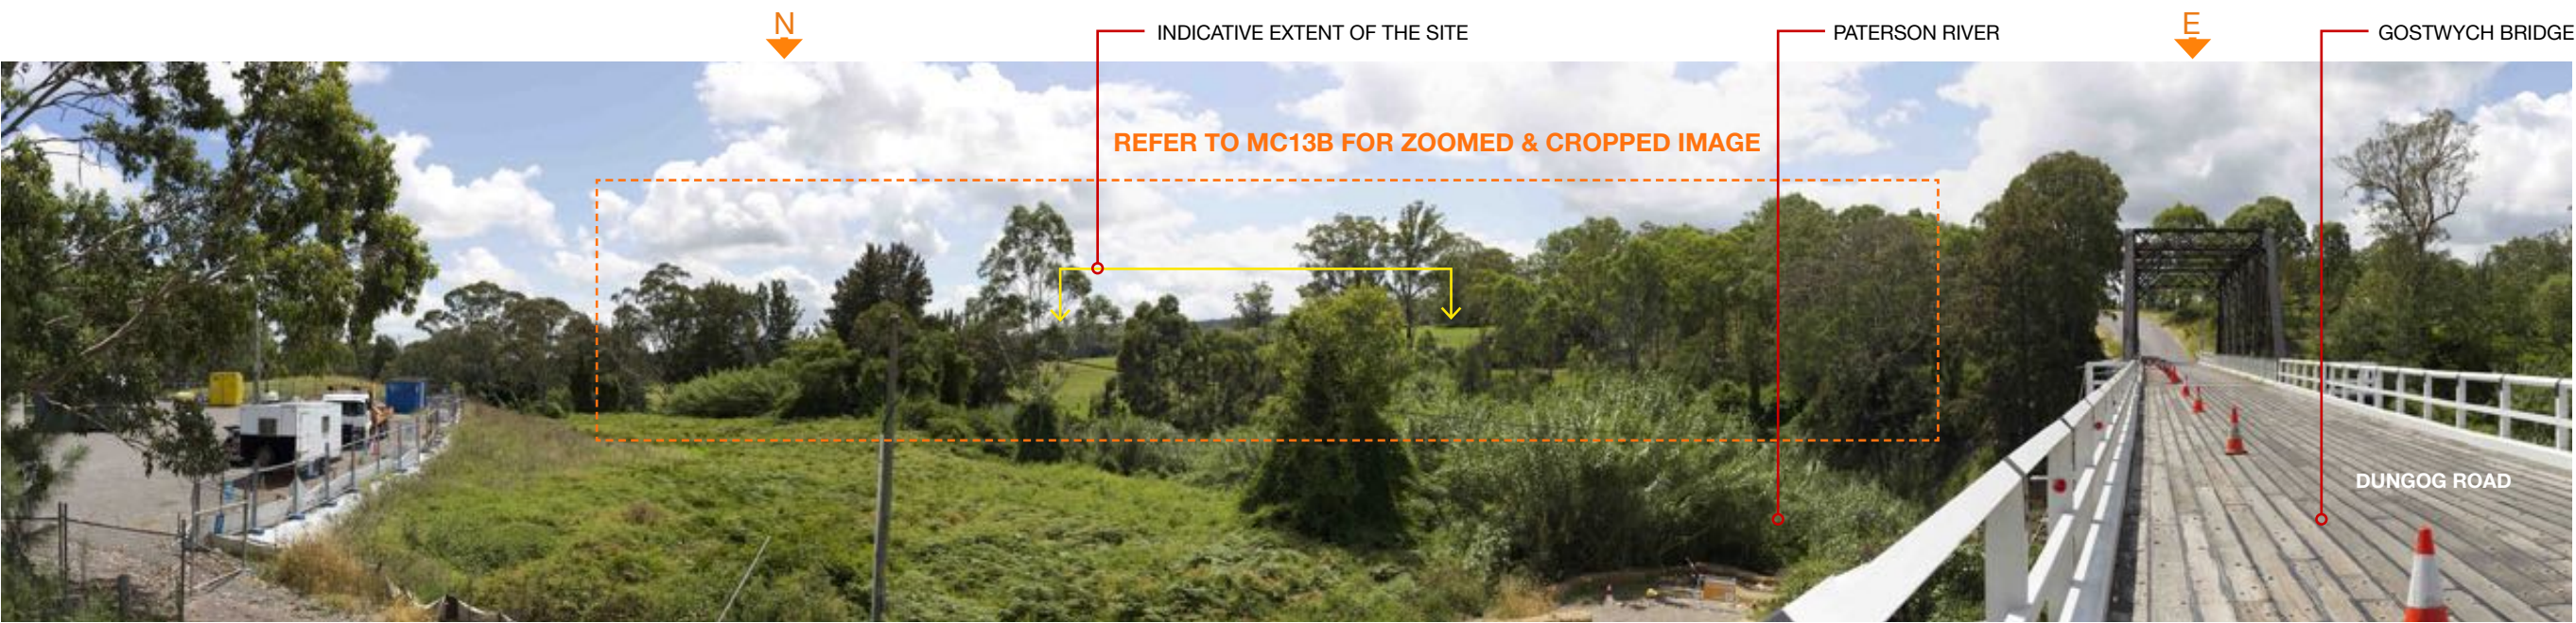 N
INDICATIVE EXTENT OF THE SITE
PATERSON RIVER
E
GOSTWYCH BRIDGE
REFER TO MC13B FOR ZOOMED & CROPPED IMAGE
DUNGOG ROAD